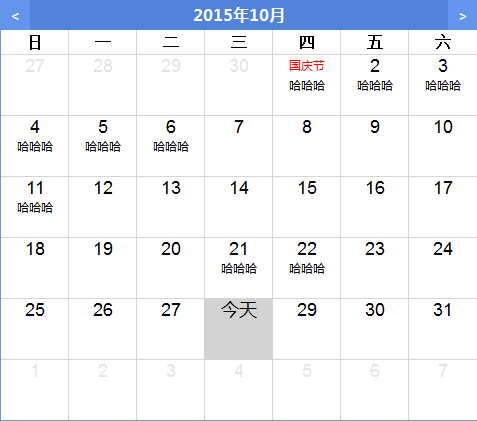 < 2015年10月 >
日 一 二 三 四 五 六
27 28 29 30 国庆节 2 3
哈哈哈 哈哈哈 哈哈哈
4 5 6 7 8 9 10
哈哈哈 哈哈哈 哈哈哈
11 12 13 14 15 16 17
哈哈哈
18 19 20 21 22 23 24
哈哈哈 哈哈哈
25 26 27 今天 29 30 31
1 2 3 4 5 6 7